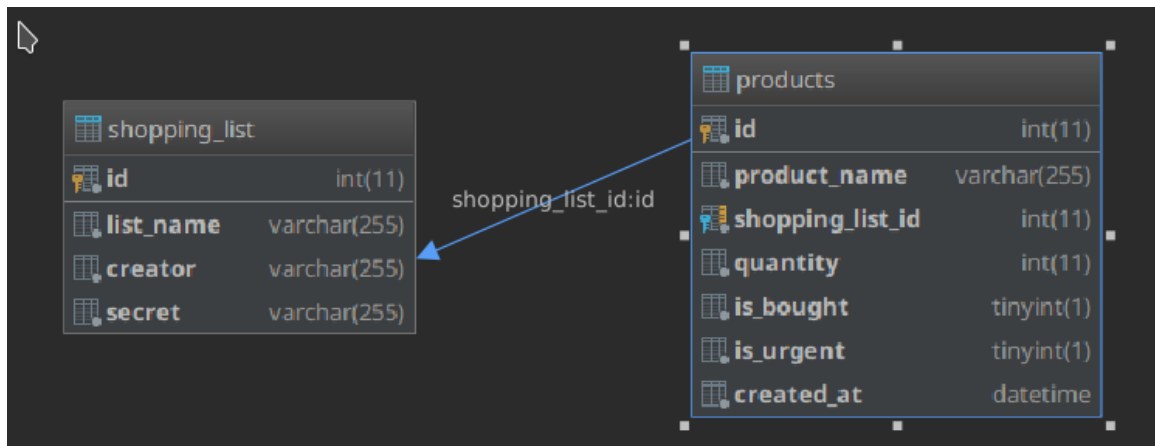 shopping_list
id int(11)
list_name varchar(255)
creator varchar(255)
secret varchar(255)
shopping_list_id:id
products
id int(11)
product_name varchar(255)
shopping_list_id int(11)
quantity int(11)
is_bought tinyint(1)
is_urgent tinyint(1)
created_at datetime